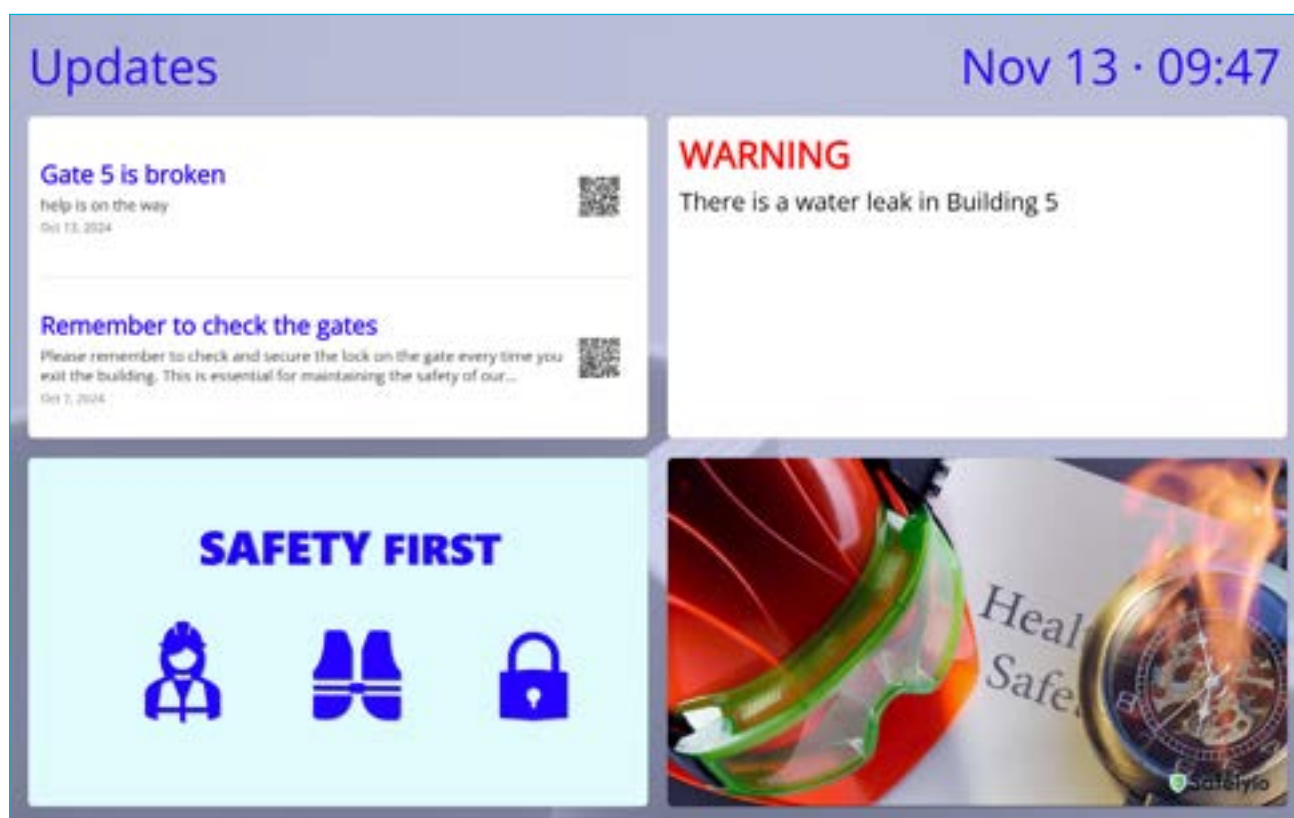 Updates
Nov 13 · 09:47
Gate 5 is broken
help is on the way
Oct 13, 2024
Remember to check the gates
Please remember to check and secure the lock on the gate every time you
exit the building. This is essential for maintaining the safety of our...
Oct 7, 2024
WARNING
There is a water leak in Building 5
SAFETY FIRST
Heal
Safe
Safetyio